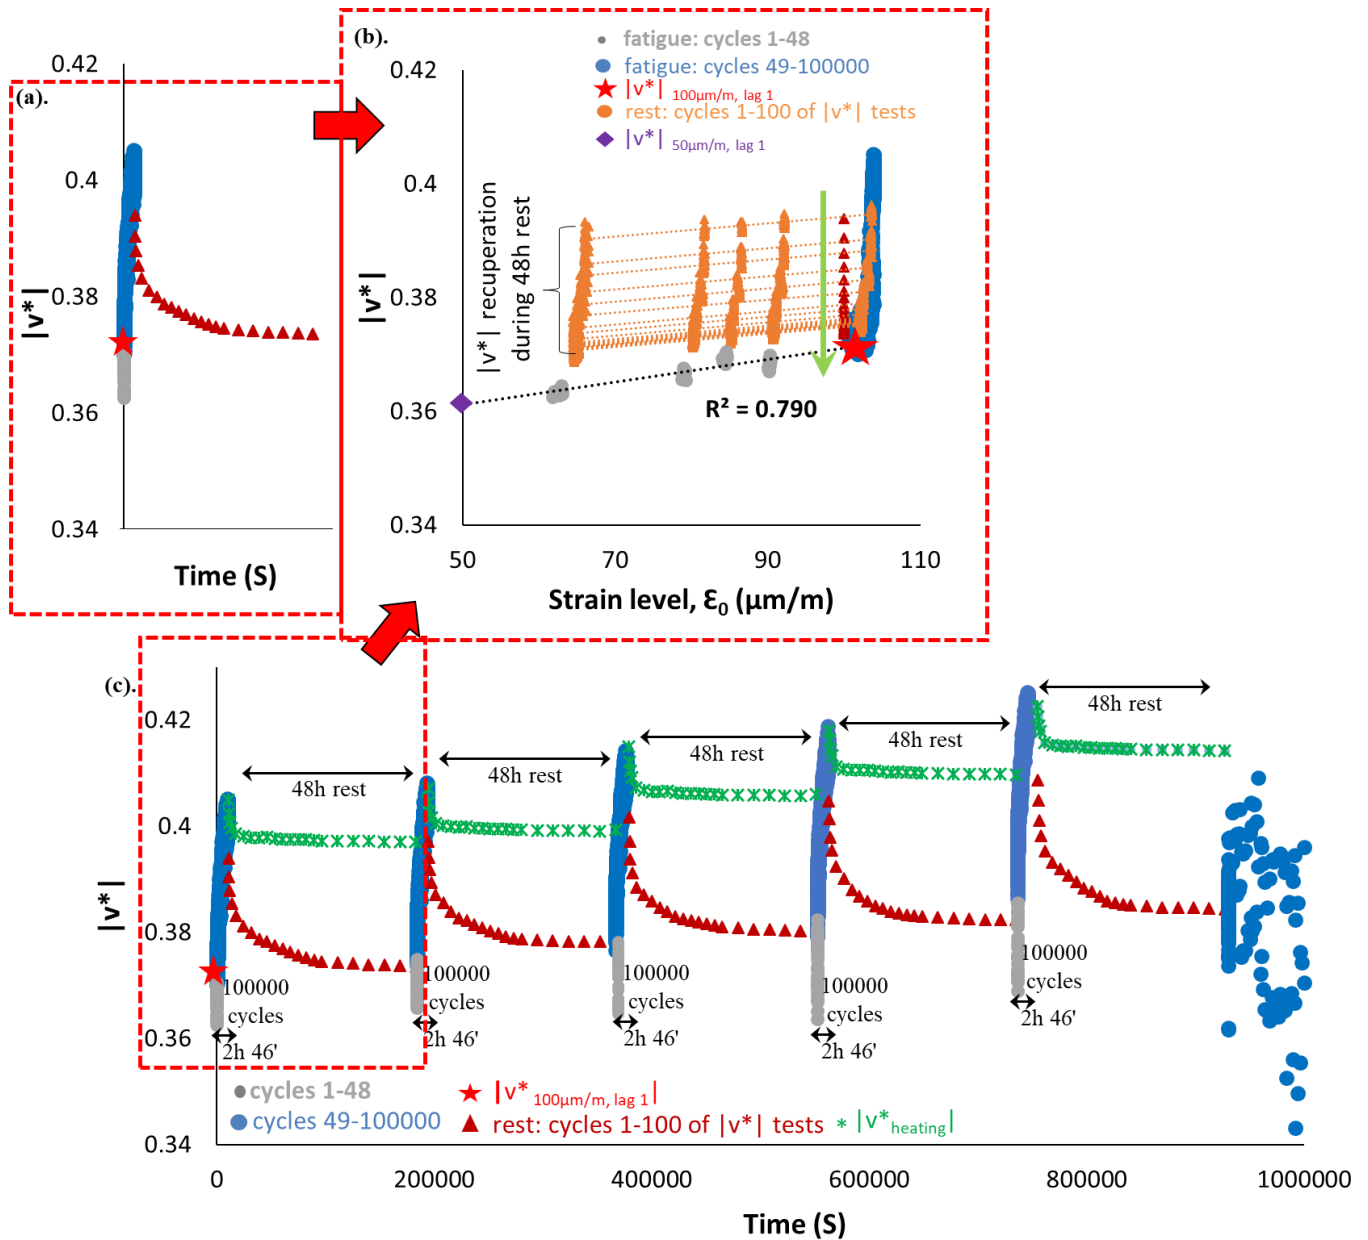 (a).
0.42
0.4
0.38
0.36
0.34
|v*|
Time (S)
(b).
fatigue: cycles 1-48
fatigue: cycles 49-100000
|v*| 100µm/m, lag 1
rest: cycles 1-100 of |v*| tests
|v*| 50µm/m, lag 1
0.42
0.4
0.38
0.36
0.34
|v*|
|v*| recuperation
during 48h rest
R² = 0.790
50
70
90
110
Strain level, Ɛ0 (µm/m)
(c).
0.42
0.4
0.38
0.36
0.34
|v*|
48h rest
48h rest
48h rest
48h rest
48h rest
100000
cycles
2h 46'
100000
cycles
2h 46'
100000
cycles
2h 46'
100000
cycles
2h 46'
100000
cycles
2h 46'
cycles 1-48
|v* 100µm/m, lag 1|
cycles 49-100000
rest: cycles 1-100 of |v*| tests
|v*heating|
0
200000
400000
600000
800000
1000000
Time (S)